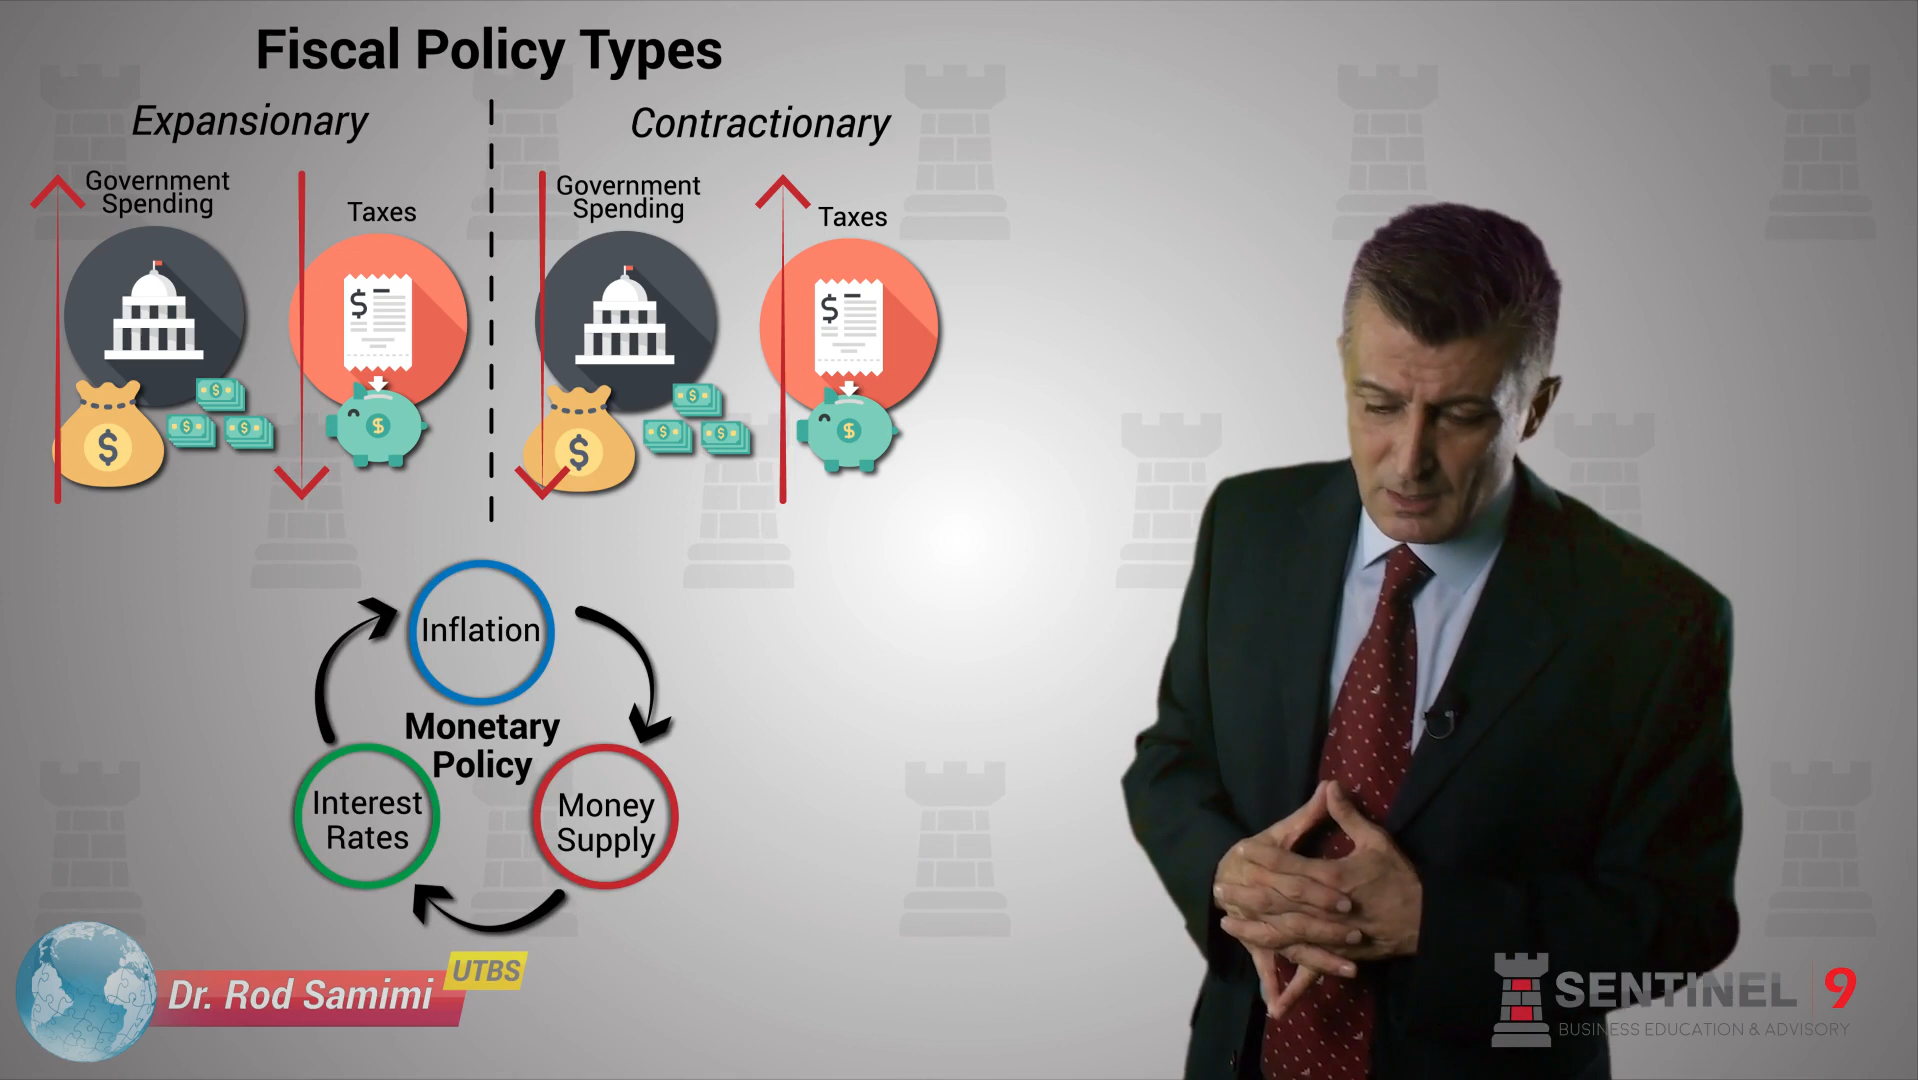 Fiscal Policy Types
Expansionary
Contractionary
Government
Spending
Taxes
Government
Spending
Taxes
$
$
$
$
$
$
$
$
$
$
$
$
$
$
Inflation
Monetary
Policy
Interest
Rates
Money
Supply
Dr. Rod Samimi
UTBS
SENTINEL 9
BUSINESS EDUCATION & ADVISORY